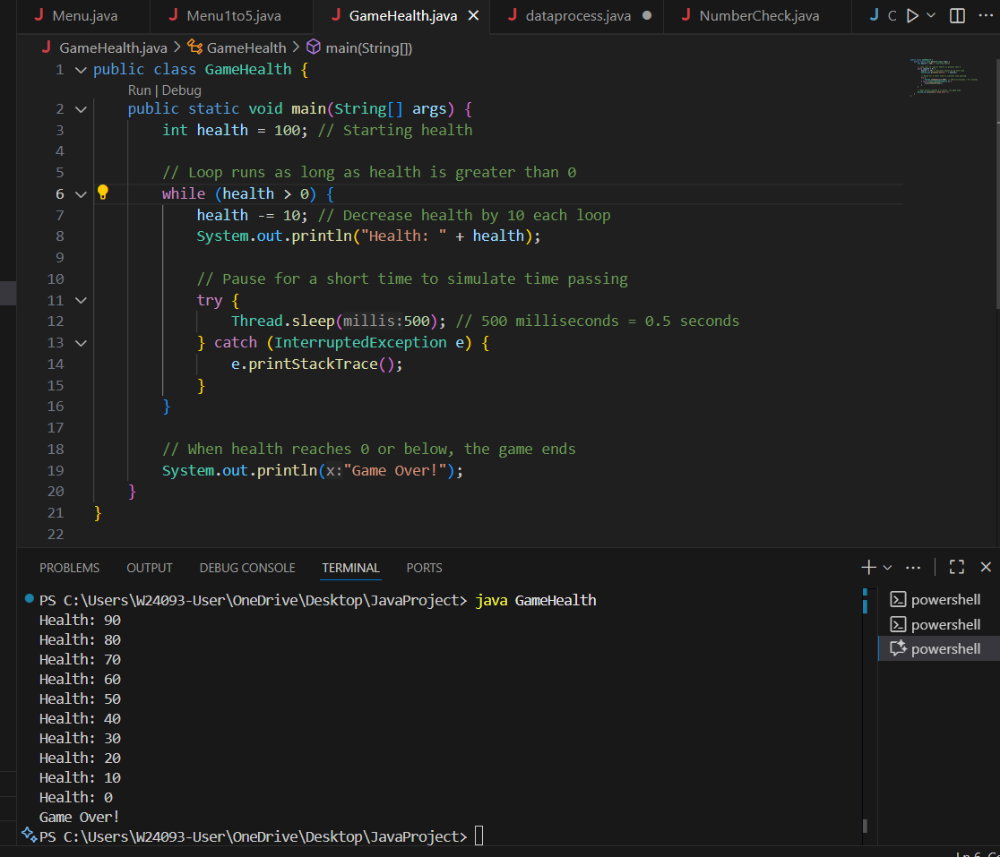 J Menu.java J Menu1to5.java J GameHealth.java J dataprocess.java J NumberCheck.java J C
J GameHealth.java > GameHealth > main(String[])
1 public class GameHealth {
Run | Debug
2 public static void main(String[] args) {
3 int health = 100; // Starting health
4
5 // Loop runs as long as health is greater than 0
6 while (health > 0) {
7 health -= 10; // Decrease health by 10 each loop
8 System.out.println("Health: " + health);
9
10 // Pause for a short time to simulate time passing
11 try {
12 Thread.sleep(millis:500); // 500 milliseconds = 0.5 seconds
13 } catch (InterruptedException e) {
14 e.printStackTrace();
15 }
16 }
17
18 // When health reaches 0 or below, the game ends
19 System.out.println(x:"Game Over!");
20 }
21 }
22
PROBLEMS OUTPUT DEBUG CONSOLE TERMINAL PORTS
PS C:\Users\W24093-User\OneDrive\Desktop\JavaProject> java GameHealth
Health: 90
Health: 80
Health: 70
Health: 60
Health: 50
Health: 40
Health: 30
Health: 20
Health: 10
Health: 0
Game Over!
PS C:\Users\W24093-User\OneDrive\Desktop\JavaProject>
powershell
powershell
powershell